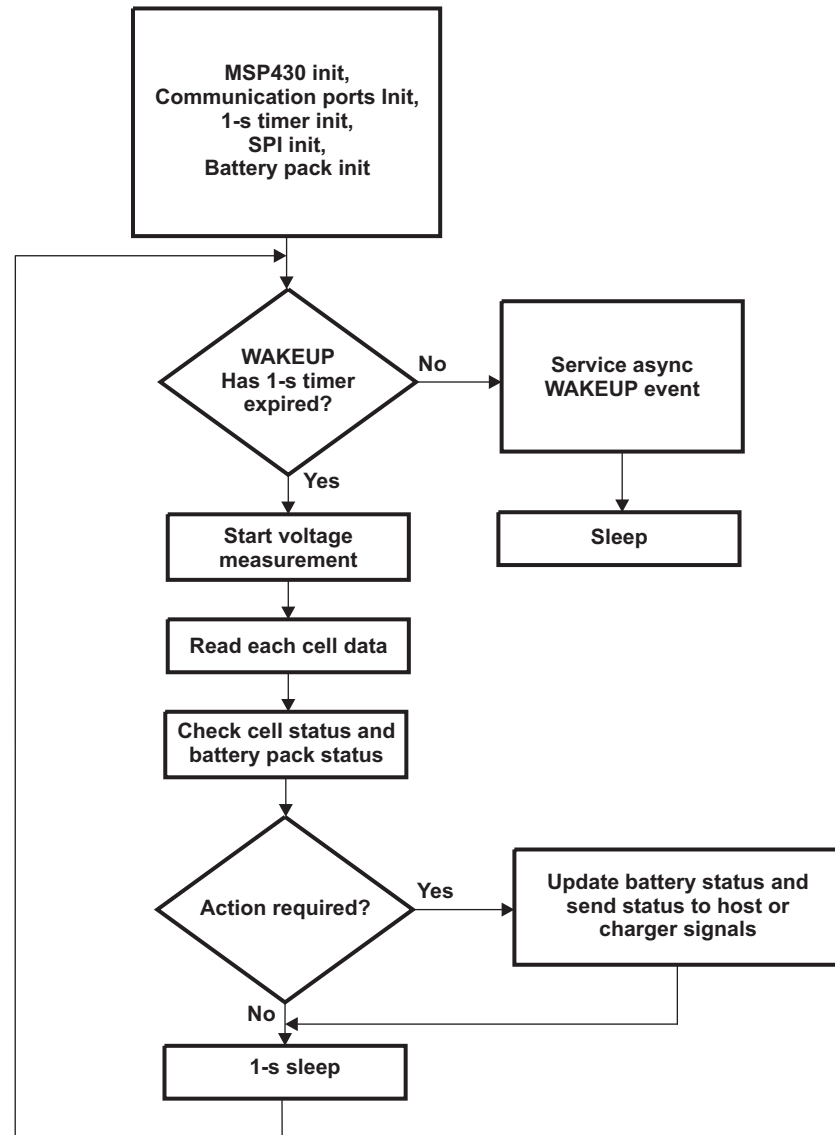 MSP430 init,
Communication ports Init,
1-s timer init,
SPI init,
Battery pack init
WAKEUP
Has 1-s timer
expired?
No
Service async
WAKEUP event
Yes
Sleep
Start voltage
measurement
Read each cell data
Check cell status and
battery pack status
Action required?
Yes
Update battery status and
send status to host or
charger signals
No
1-s sleep